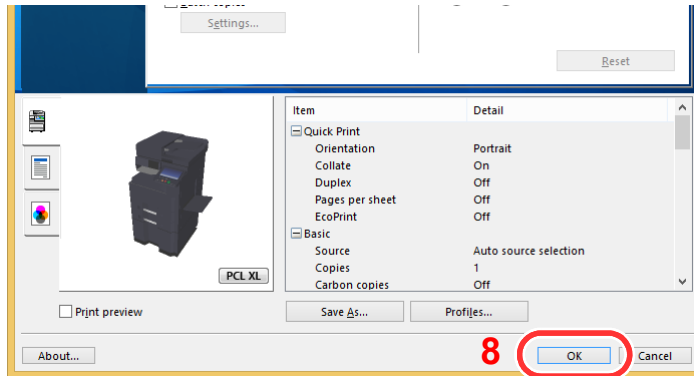 Settings...
Reset
Item Detail
Quick Print
Orientation Portrait
Collate On
Duplex Off
Pages per sheet Off
EcoPrint Off
Basic
Source Auto source selection
Copies 1
Carbon copies Off
PCL XL
Print preview
Save As...
Profiles...
About...
8
OK
Cancel